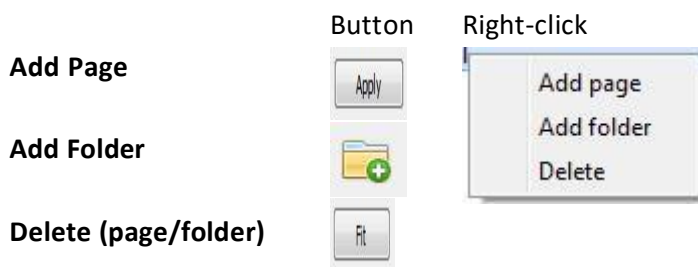 Button Right-click
Add Page
Apply
Add page
Add folder
Add Folder
Delete
Delete (page/folder)
Fit